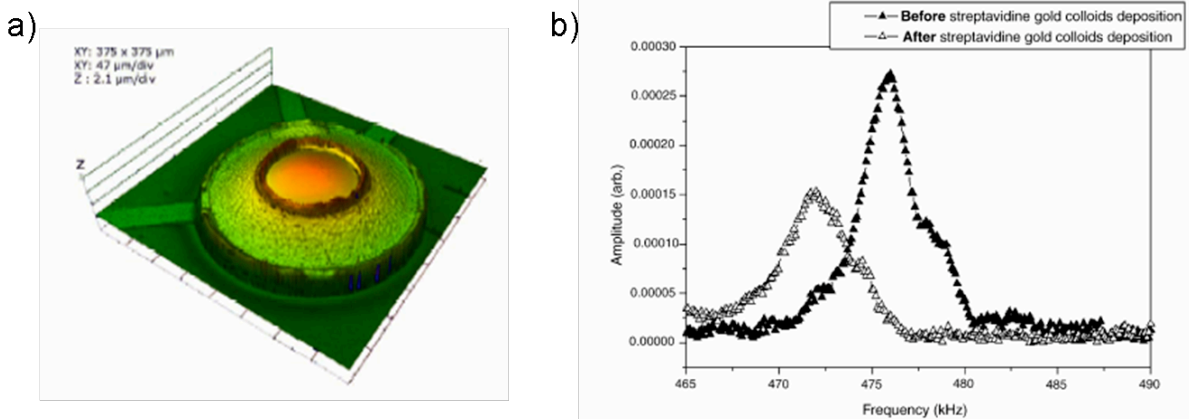 a)
XY: 375 x 375 µm
XY: 47 µm/div
Z : 2.1 µm/div
Z
b)
Before streptavidine gold colloids deposition
After streptavidine gold colloids deposition
0.00030
0.00025
0.00020
0.00015
0.00010
0.00005
0.00000
Amplitude (arb.)
465 470 475 480 485 490
Frequency (kHz)